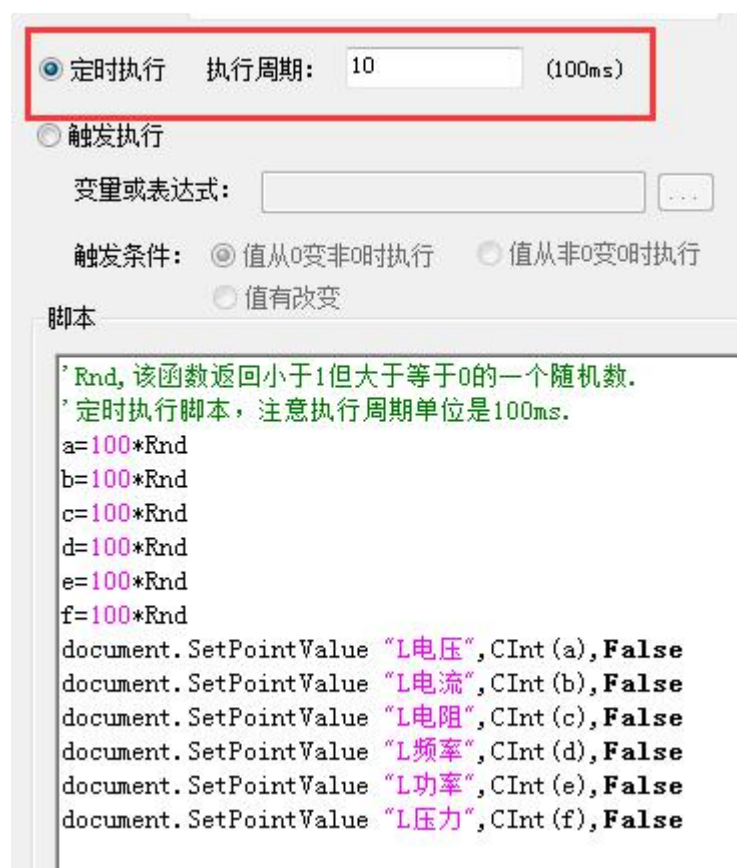 定时执行 执行周期: 10 (100ms)
触发执行
变量或表达式: ...
触发条件: 值从0变非0时执行 值从非0变0时执行
值有改变
脚本
'Rnd,该函数返回小于1但大于等于0的一个随机数.
'定时执行脚本，注意执行周期单位是100ms.
a=100*Rnd
b=100*Rnd
c=100*Rnd
d=100*Rnd
e=100*Rnd
f=100*Rnd
document.SetPointValue "L电压",CInt(a),False
document.SetPointValue "L电流",CInt(b),False
document.SetPointValue "L电阻",CInt(c),False
document.SetPointValue "L频率",CInt(d),False
document.SetPointValue "L功率",CInt(e),False
document.SetPointValue "L压力",CInt(f),False